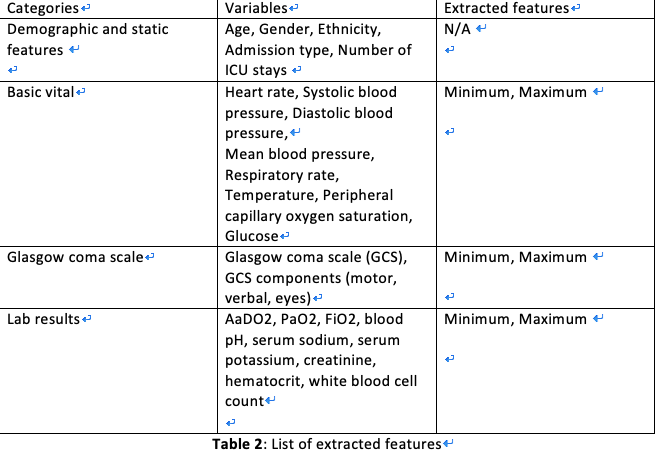 Categories Variables Extracted features
Demographic and static Age, Gender, Ethnicity, N/A
features Admission type, Number of
ICU stays
Basic vital Heart rate, Systolic blood Minimum, Maximum
pressure, Diastolic blood
pressure,
Mean blood pressure,
Respiratory rate,
Temperature, Peripheral
capillary oxygen saturation,
Glucose
Glasgow coma scale Glasgow coma scale (GCS), Minimum, Maximum
GCS components (motor,
verbal, eyes)
Lab results AaDO2, PaO2, FiO2, blood Minimum, Maximum
pH, serum sodium, serum
potassium, creatinine,
hematocrit, white blood cell
count
Table 2: List of extracted features